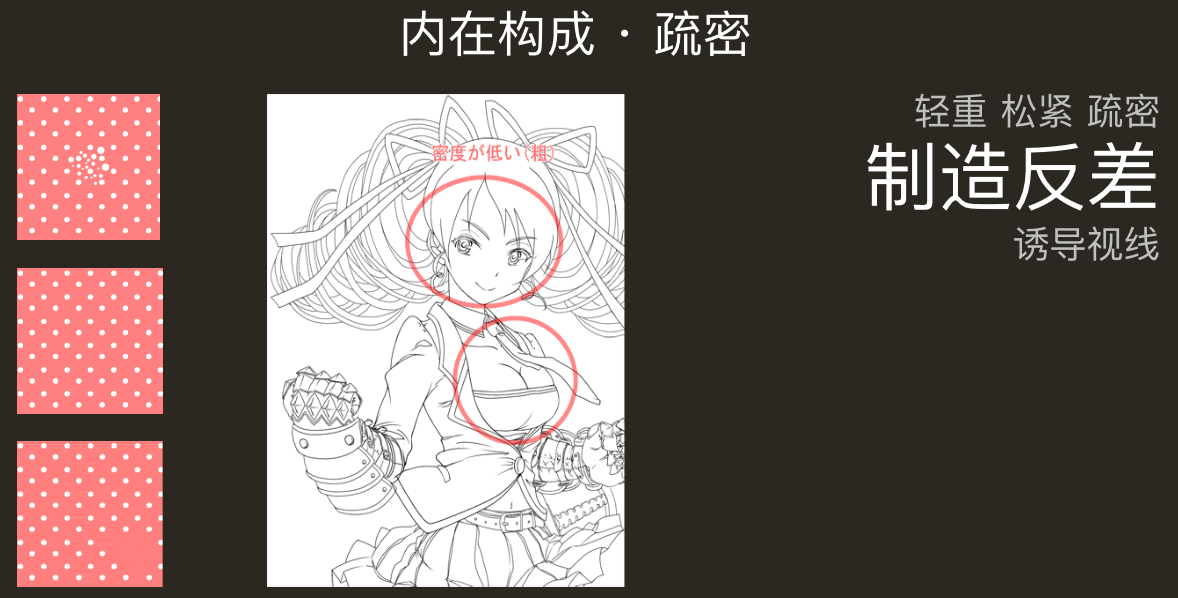 内在构成 · 疏密
密度が低い(粗)
轻重 松紧 疏密
制造反差
诱导视线